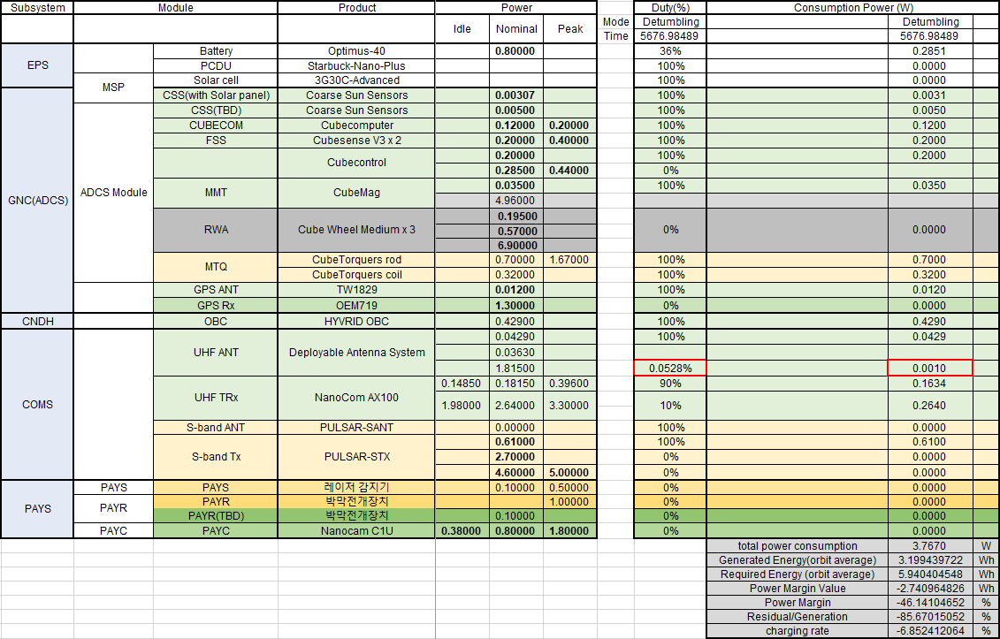 Subsystem Module Product Power Duty(%) Consumption Power (W)
Idle Nominal Peak Mode Detumbling Detumbling
Time 5676.98489 5676.98489
EPS Battery Optimus-40 0.80000 36% 0.2851
PCDU Starbuck-Nano-Plus 100% 0.0000
MSP Solar cell 3G30C-Advanced 100% 0.0000
GNC(ADCS) CSS(with Solar panel) Coarse Sun Sensors 0.00307 100% 0.0031
ADCS Module CSS(TBD) Coarse Sun Sensors 0.00500 100% 0.0050
CUBECOM Cubecomputer 0.12000 0.20000 100% 0.1200
FSS Cubesense V3 x 2 0.20000 0.40000 100% 0.2000
Cubecontrol 0.20000 100% 0.2000
0.28500 0.44000 0%
MMT CubeMag 0.03500 100% 0.0350
4.96000
RWA Cube Wheel Medium x 3 0.19500
0.57000 0% 0.0000
6.90000
MTQ CubeTorquers rod 0.70000 1.67000 100% 0.7000
CubeTorquers coil 0.32000 100% 0.3200
GPS ANT TW1829 0.01200 100% 0.0120
GPS Rx OEM719 1.30000 0% 0.0000
CNDH OBC HYVRID OBC 0.42900 100% 0.4290
COMS UHF ANT Deployable Antenna System 0.04290 100% 0.0429
0.03630
1.81500 0.0528% 0.0010
UHF TRx NanoCom AX100 0.14850 0.18150 0.39600 90% 0.1634
1.98000 2.64000 3.30000 10% 0.2640
S-band ANT PULSAR-SANT 0.00000 100% 0.0000
S-band Tx PULSAR-STX 0.61000 100% 0.6100
2.70000 0% 0.0000
4.60000 5.00000 0% 0.0000
PAYS PAYS PAYS 레이저 감지기 0.10000 0.50000 0% 0.0000
PAYR PAYR 박막전개장치 1.00000 0% 0.0000
PAYR(TBD) 박막전개장치 0.10000 0% 0.0000
PAYC PAYC Nanocam C1U 0.38000 0.80000 1.80000 0% 0.0000
total power consumption 3.7670 W
Generated Energy(orbit average) 3.199439722 Wh
Required Energy (orbit average) 5.940404548 Wh
Power Margin Value -2.740964826 Wh
Power Margin -46.14104652 %
Residual/Generation -85.67015052 %
charging rate -6.852412064 %